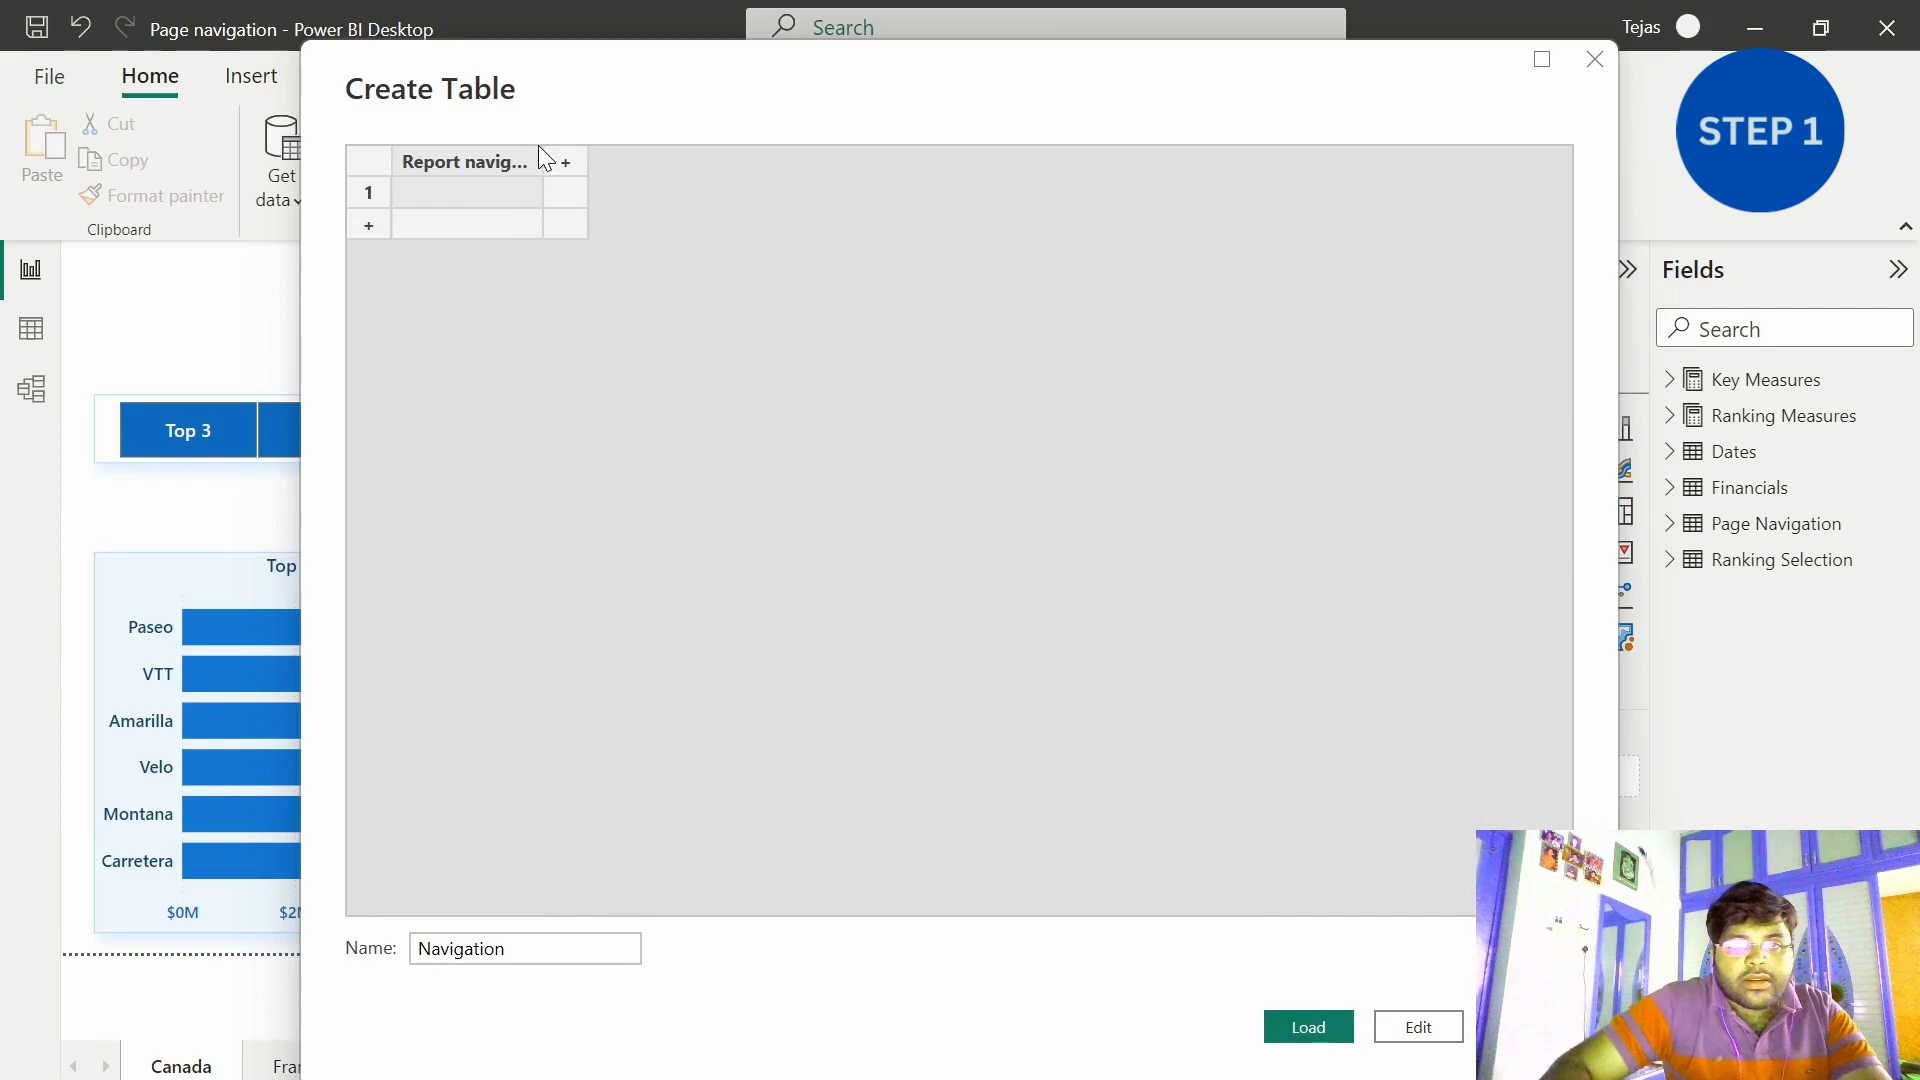 Page navigation - Power BI Desktop
Search
Tejas
File
Home
Insert
Paste
Cut
Copy
Format painter
Clipboard
Get
data
Create Table
Report navig...
+
1
+
STEP 1
Fields
Search
Key Measures
Ranking Measures
Dates
Financials
Page Navigation
Ranking Selection
Top 3
Top
Paseo
VTT
Amarilla
Velo
Montana
Carretera
$0M
Name:
Navigation
Load
Edit
Canada